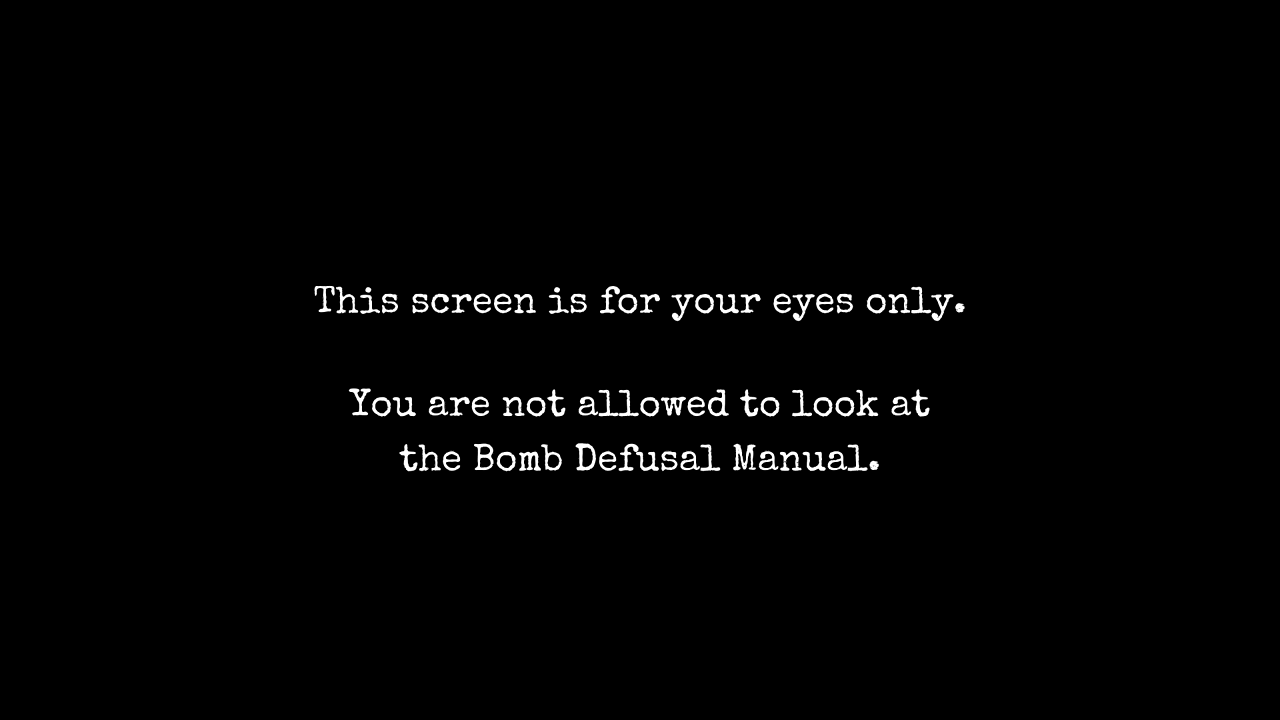 This screen is for your eyes only.
You are not allowed to look at
the Bomb Defusal Manual.